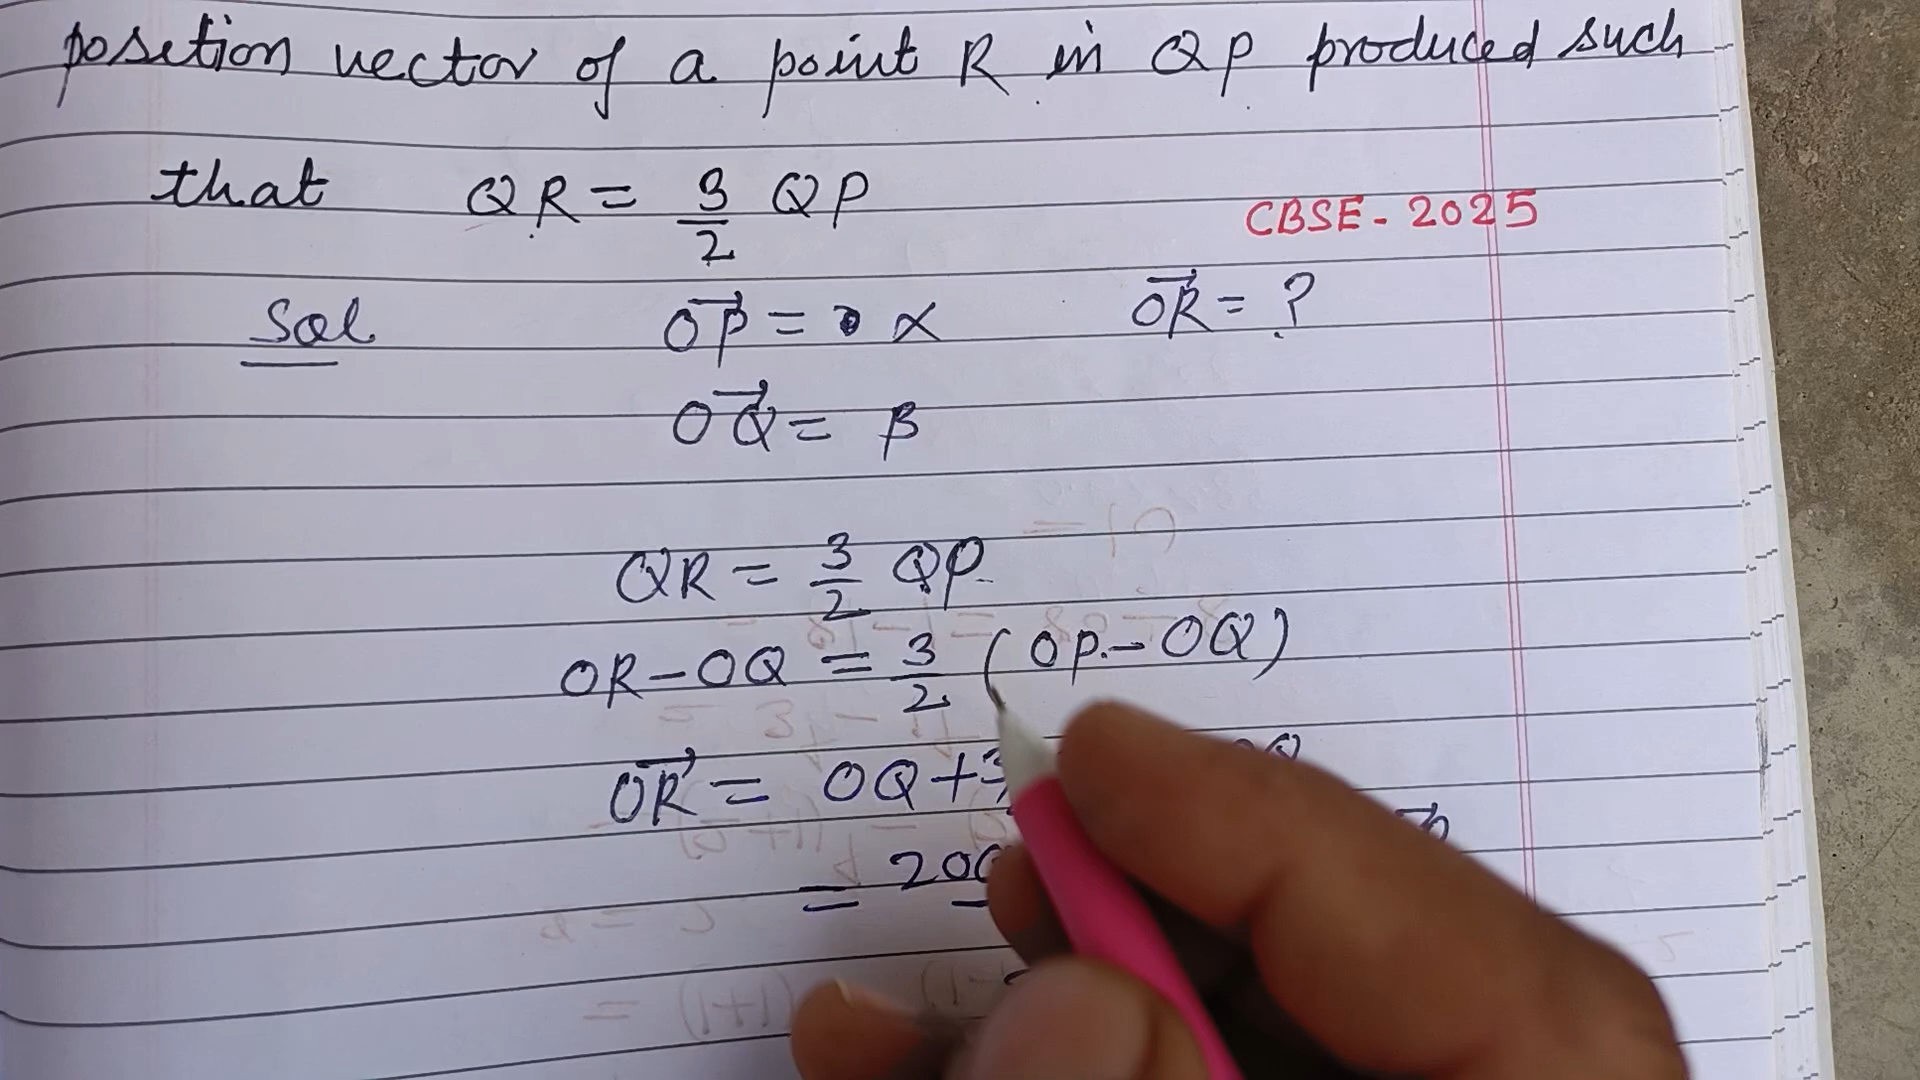 posetion vector of a point R in QP produced such
that QR = 3/2 QP
CBSE - 2025
Sol OP = α OR = ?
OQ = β
QR = 3/2 QP
OR - OQ = 3/2 (OP - OQ)
OR = OQ + 3
= 2OQ